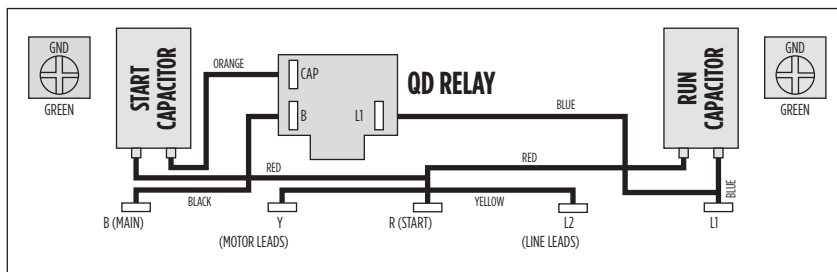 GND
GREEN
START
CAPACITOR
ORANGE
CAP
B
L1
QD RELAY
BLUE
RUN
CAPACITOR
GND
GREEN
RED
RED
BLACK
YELLOW
BLUE
B (MAIN)
Y
R (START)
L2
L1
(MOTOR LEADS)
(LINE LEADS)